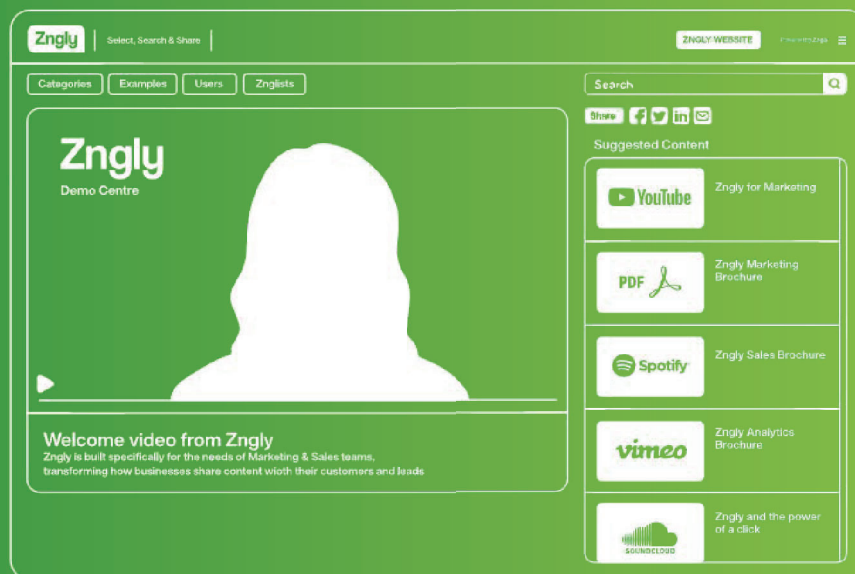 Zngly
Select, Search & Share
ZNGLY WEBSITE
Categories
Examples
Users
Znglists
Search
Share
Suggested Content
Zngly
Demo Centre
YouTube
Zngly for Marketing
PDF
Zngly Marketing
Brochure
Spotify
Zngly Sales Brochure
vimeo
Zngly Analytics
Brochure
SOUNDCLOUD
Zngly and the power
of a click
Welcome video from Zngly
Zngly is built specifically for the needs of Marketing & Sales teams,
transforming how businesses share content wioth their customers and leads